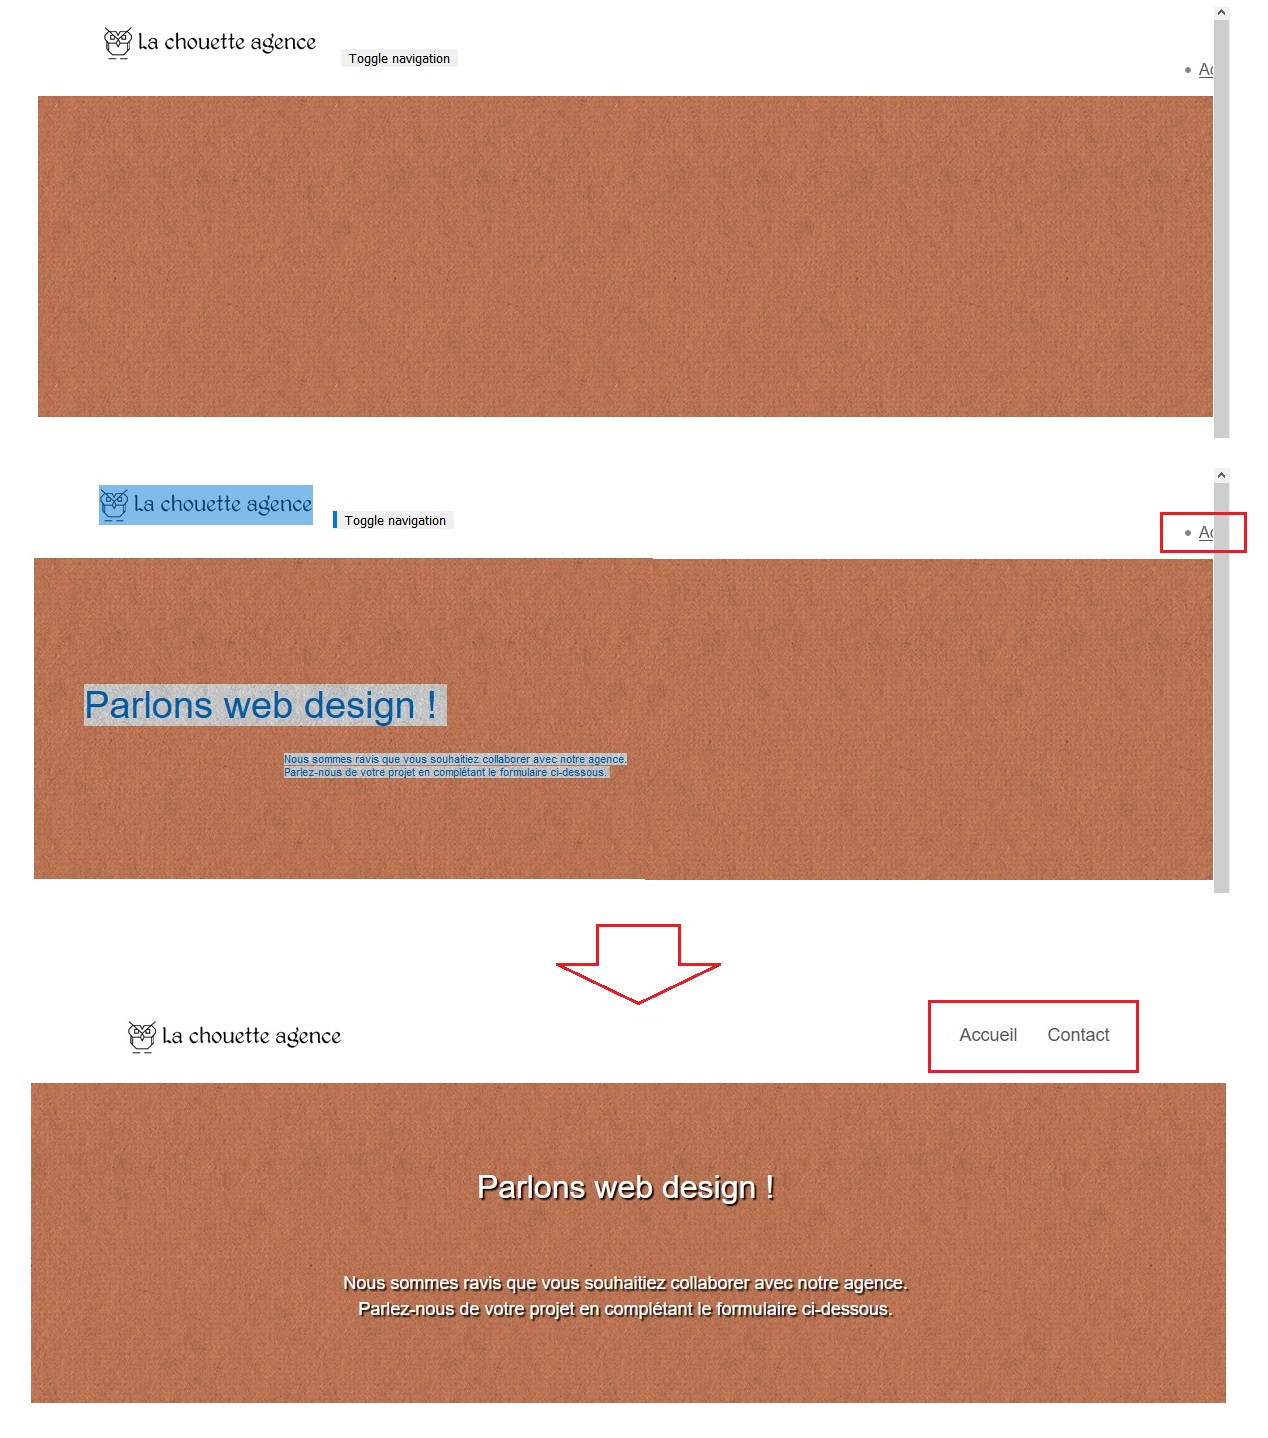 La chouette agence
Toggle navigation
• Ac
La chouette agence
Toggle navigation
• Ac
Parlons web design !
Nous sommes ravis que vous souhaitiez collaborer avec notre agence.
Parlez-nous de votre projet en complétant le formulaire ci-dessous.
La chouette agence
Accueil Contact
Parlons web design !
Nous sommes ravis que vous souhaitiez collaborer avec notre agence.
Parlez-nous de votre projet en complétant le formulaire ci-dessous.